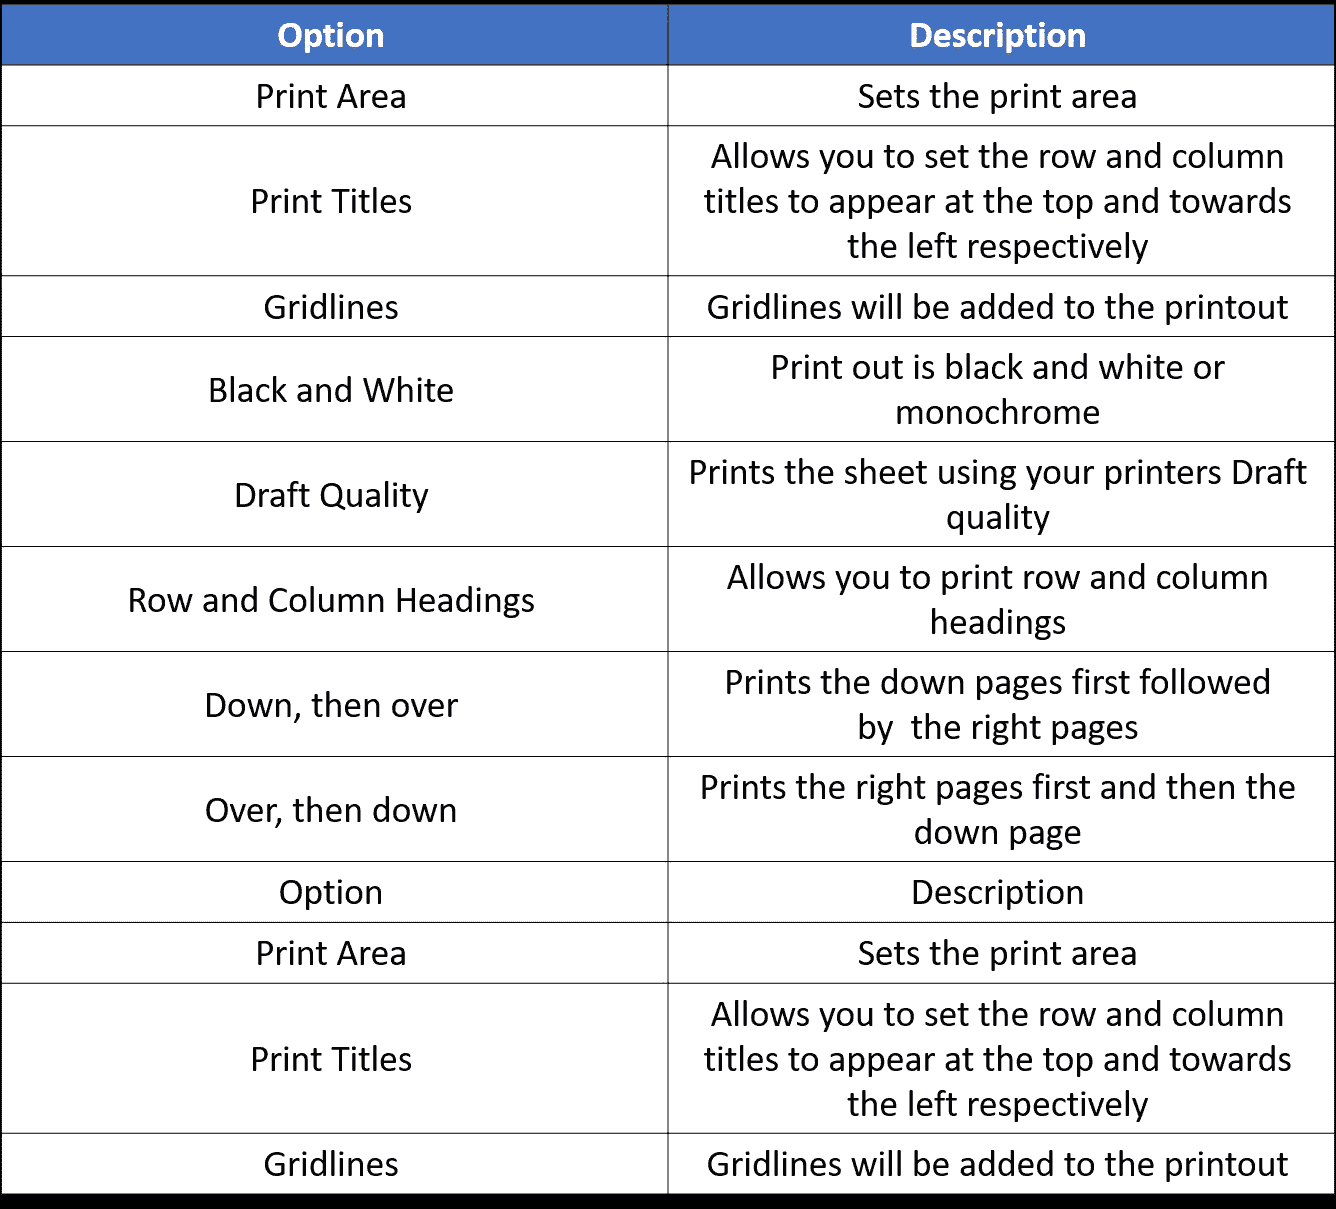 Option Description
Print Area Sets the print area
Allows you to set the row and column
Print Titles titles to appear at the top and towards
the left respectively
Gridlines Gridlines will be added to the printout
Print out is black and white or
Black and White
monochrome
Prints the sheet using your printers Draft
Draft Quality
quality
Allows you to print row and column
Row and Column Headings
headings
Prints the down pages first followed
Down, then over
by  the right pages
Prints the right pages first and then the
Over, then down
down page
Option Description
Print Area Sets the print area
Allows you to set the row and column
Print Titles titles to appear at the top and towards
the left respectively
Gridlines Gridlines will be added to the printout